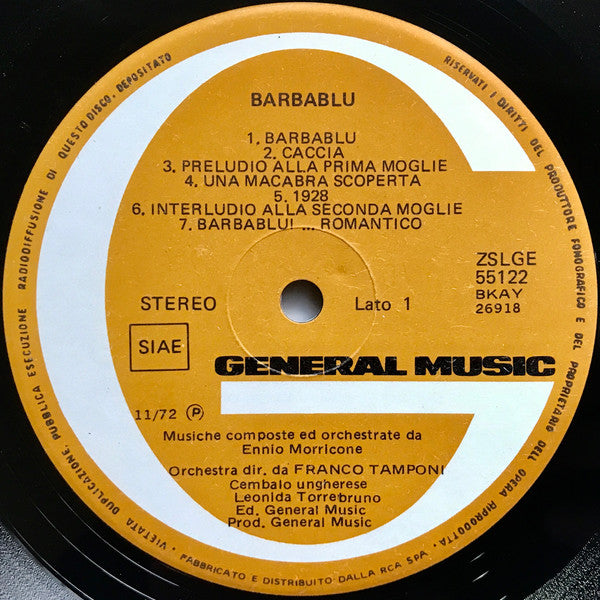 VIETATA DUPLICAZIONE, PUBBLICA ESECUZIONE RADIODIFFUSIONE DI QUESTO DISCO. DEPOSITATO
RISERVATI I DIRITTI DEL PRODUTTORE FONOGRAFICO E DEL PROPRIETARIO DELL OPERA RIPRODOTTA
BARBABLU
1. BARBABLU
2. CACCIA
3. PRELUDIO ALLA PRIMA MOGLIE
4. UNA MACABRA SCOPERTA
5. 1928
6. INTERLUDIO ALLA SECONDA MOGLIE
7. BARBABLU! ... ROMANTICO
ZSLGE
55122
BKAY
26918
STEREO
Lato 1
SIAE
GENERAL MUSIC
11/72 Ⓟ
Musiche composte ed orchestrate da
Ennio Morricone
Orchestra dir. da FRANCO TAMPONI
Cembalo ungherese
Leonida Torrebruno
Ed. General Music
Prod. General Music
FABBRICATO E DISTRIBUITO DALLA RCA SPA